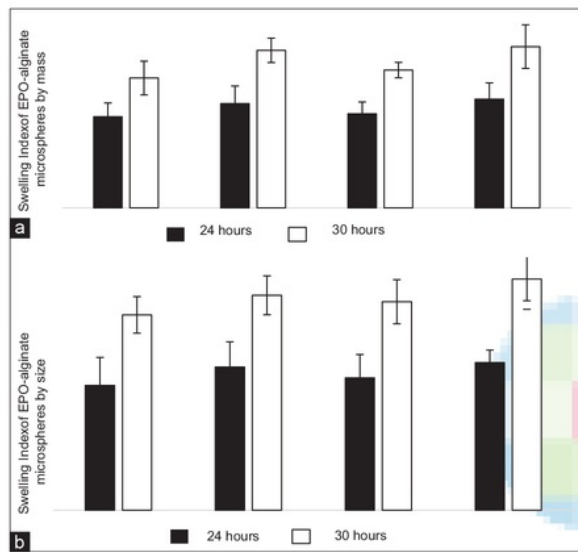 Swelling Indexof EPO-alginate
microspheres by mass
a
24 hours
30 hours
Swelling Indexof EPO-alginate
microspheres by size
b
24 hours
30 hours